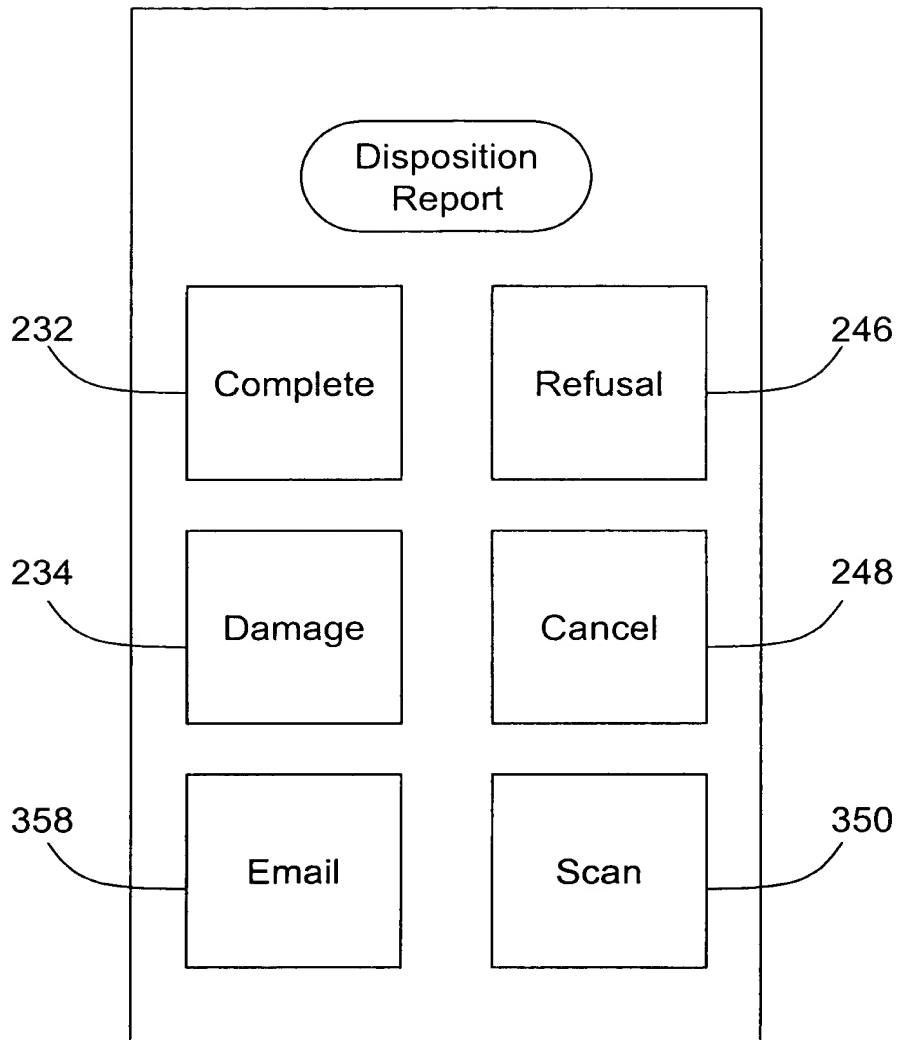 Disposition
Report
232
Complete
Refusal
246
234
Damage
Cancel
248
358
Email
Scan
350